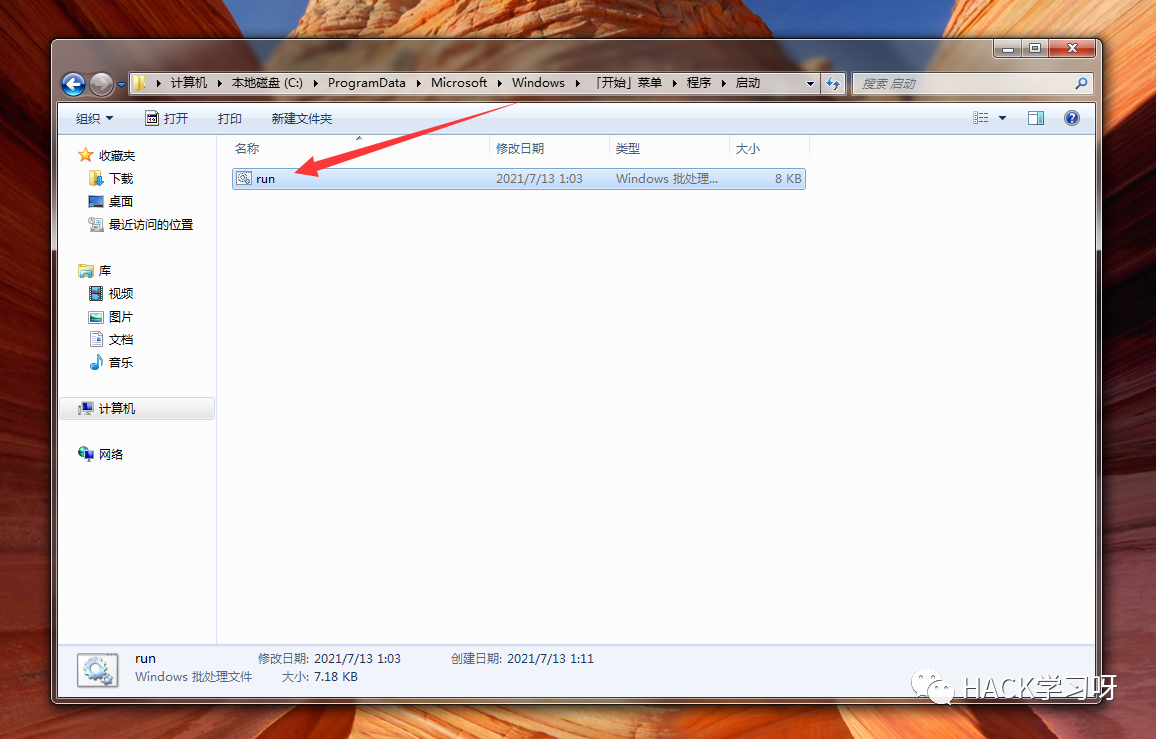 计算机 本地磁盘 (C:) ProgramData Microsoft Windows 「开始」菜单 程序 启动
搜索 启动
组织 打开 打印 新建文件夹
名称 修改日期 类型 大小
run 2021/7/13 1:03 Windows 批处理... 8 KB
收藏夹
下载
桌面
最近访问的位置
库
视频
图片
文档
音乐
计算机
网络
run 修改日期: 2021/7/13 1:03 创建日期: 2021/7/13 1:11
Windows 批处理文件 大小: 7.18 KB
HACK学习呀